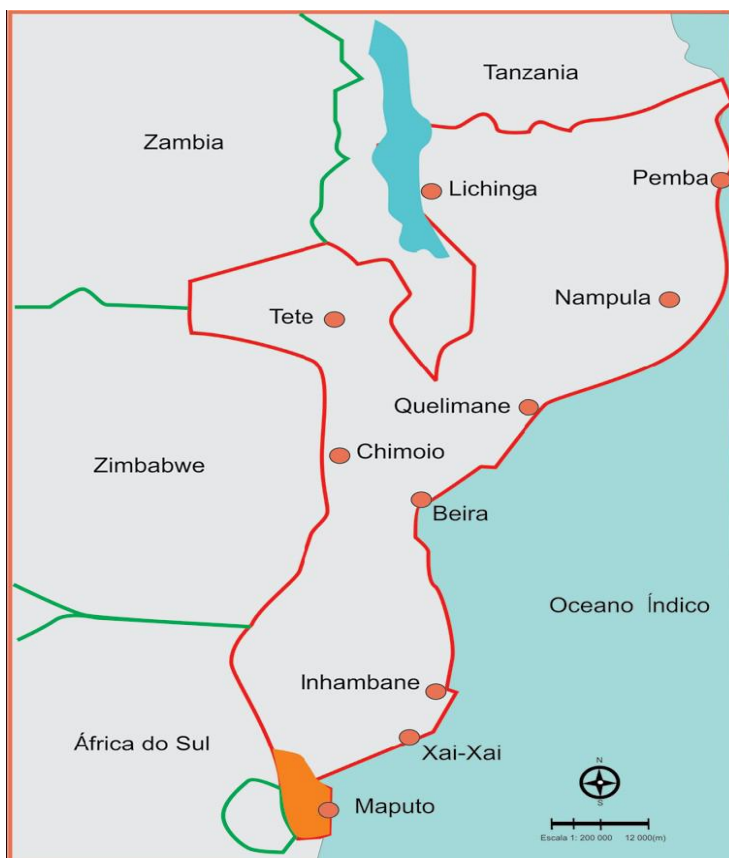 Tanzania
Zambia
Lichinga
Pemba
Nampula
Tete
Quelimane
Chimoio
Zimbabwe
Beira
Oceano Índico
Inhambane
África do Sul
Xai-Xai
N
S
Maputo
Escala 1: 200 000 12 000(m)